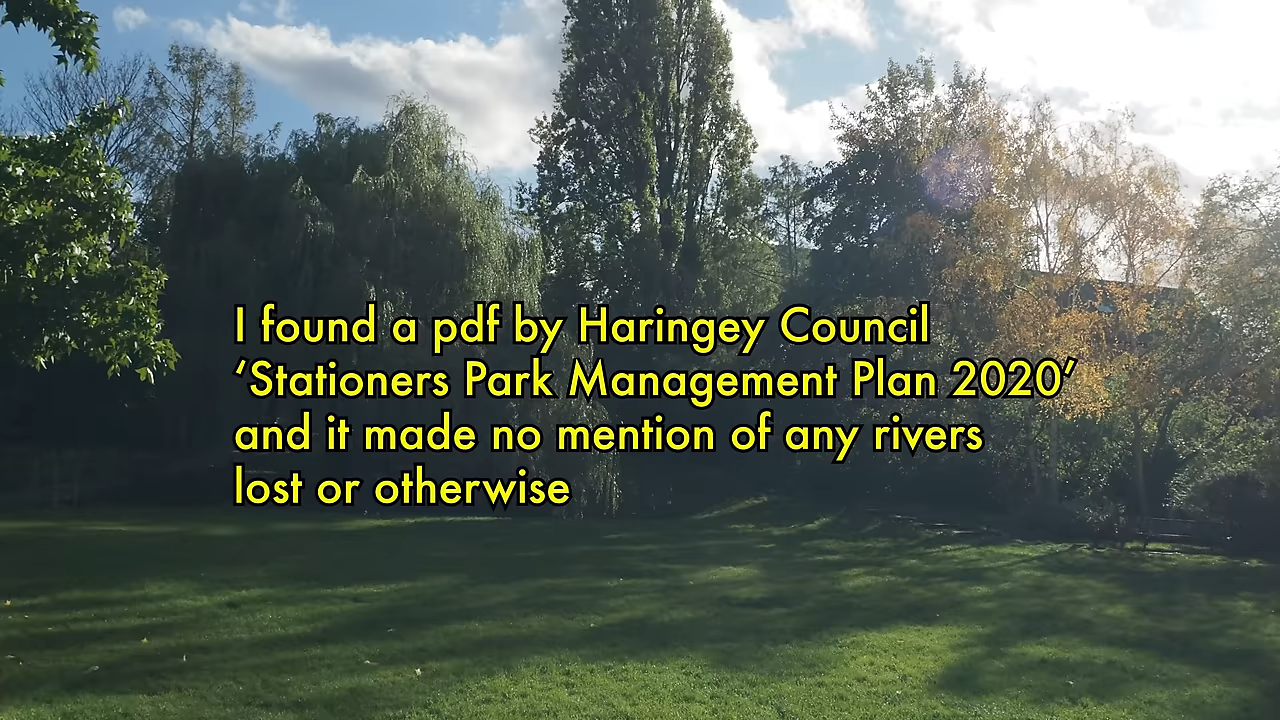 I found a pdf by Haringey Council
‘Stationers Park Management Plan 2020’
and it made no mention of any rivers
lost or otherwise